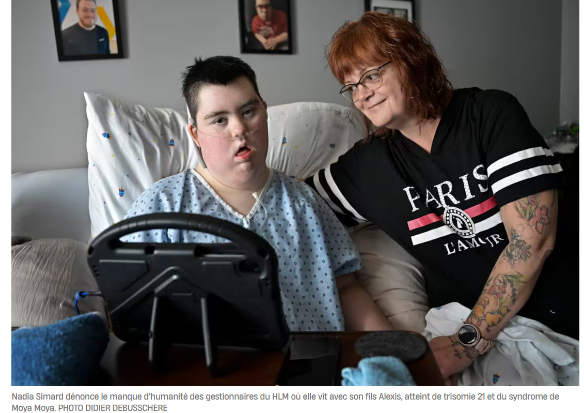 PARIS
L'AMOUR
Nadia Simard dénonce le manque d'humanité des gestionnaires du HLM où elle vit avec son fils Alexis, atteint de trisomie 21 et du syndrome de
Moya Moya. PHOTO DIDIER DEBUSSCHERE